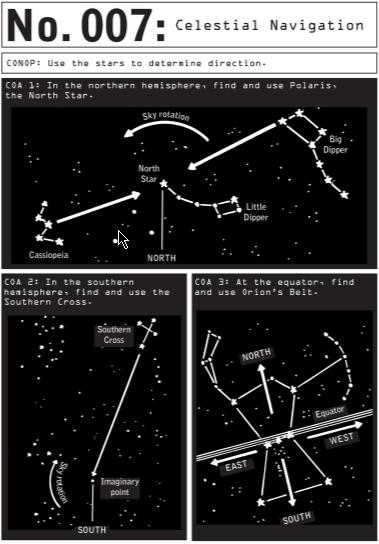 No. 007: Celestial Navigation
CONOP: Use the stars to determine direction.
COA 1: In the northern hemisphere, find and use Polaris,
the North Star.
Sky rotation
Big
Dipper
North
Star
Little
Dipper
Cassiopeia
NORTH
COA 2: In the southern
hemisphere, find and use the
Southern Cross.
Southern
Cross
Sky rotation
Imaginary
point
SOUTH
COA 3: At the equator, find
and use Orion's Belt.
NORTH
Equator
WEST
EAST
SOUTH